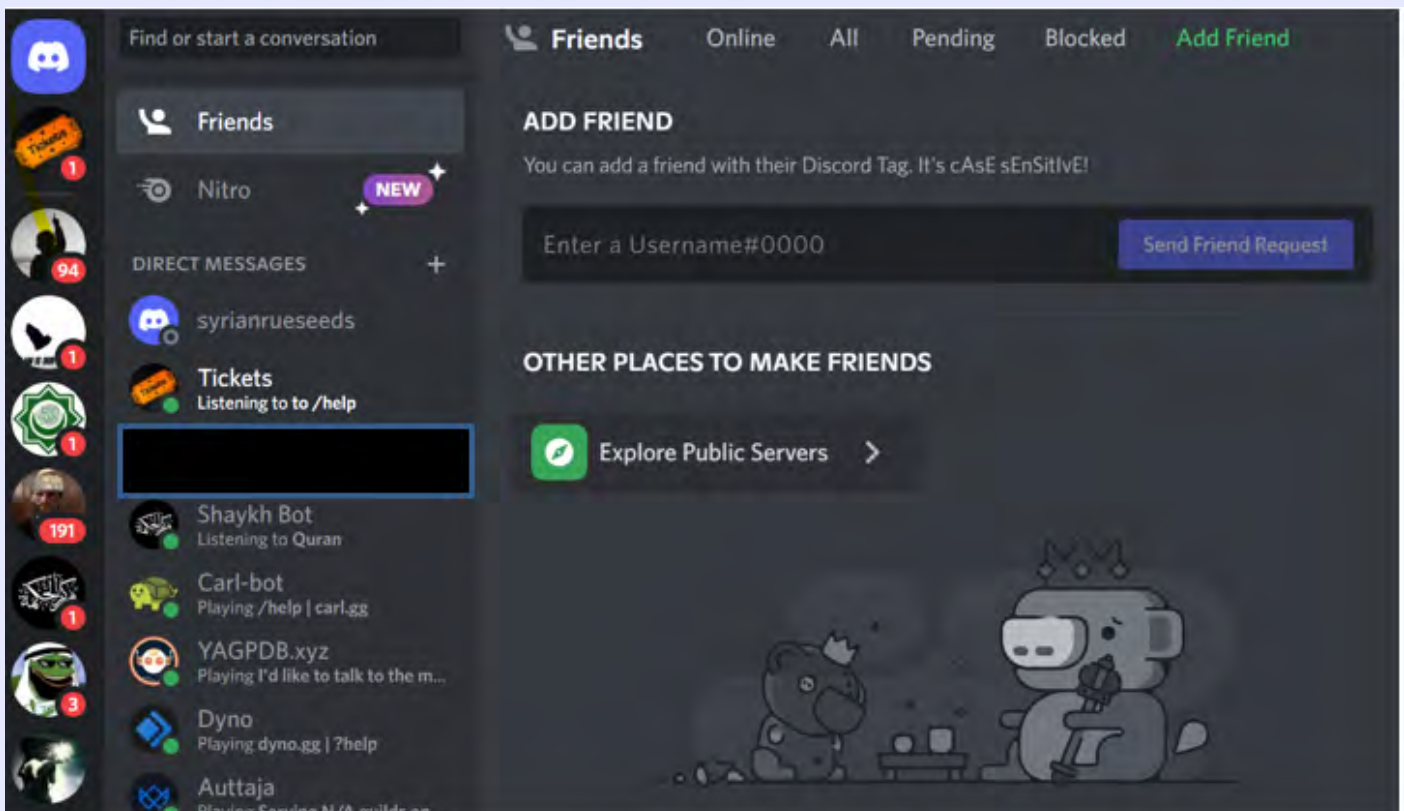 Find or start a conversation
Friends
Nitro
NEW
DIRECT MESSAGES
syrianrueseeds
Tickets
Listening to to /help
Shaykh Bot
Listening to Quran
Carl-bot
Playing /help | carl.gg
YAGPDB.xyz
Playing I'd like to talk to the m...
Dyno
Playing dyno.gg | ?help
Auttaja
Tickets
1
94
1
1
191
1
3
Friends
Online
All
Pending
Blocked
Add Friend
ADD FRIEND
You can add a friend with their Discord Tag. It's cAsE sEnSitIvE!
Enter a Username#0000
Send Friend Request
OTHER PLACES TO MAKE FRIENDS
Explore Public Servers